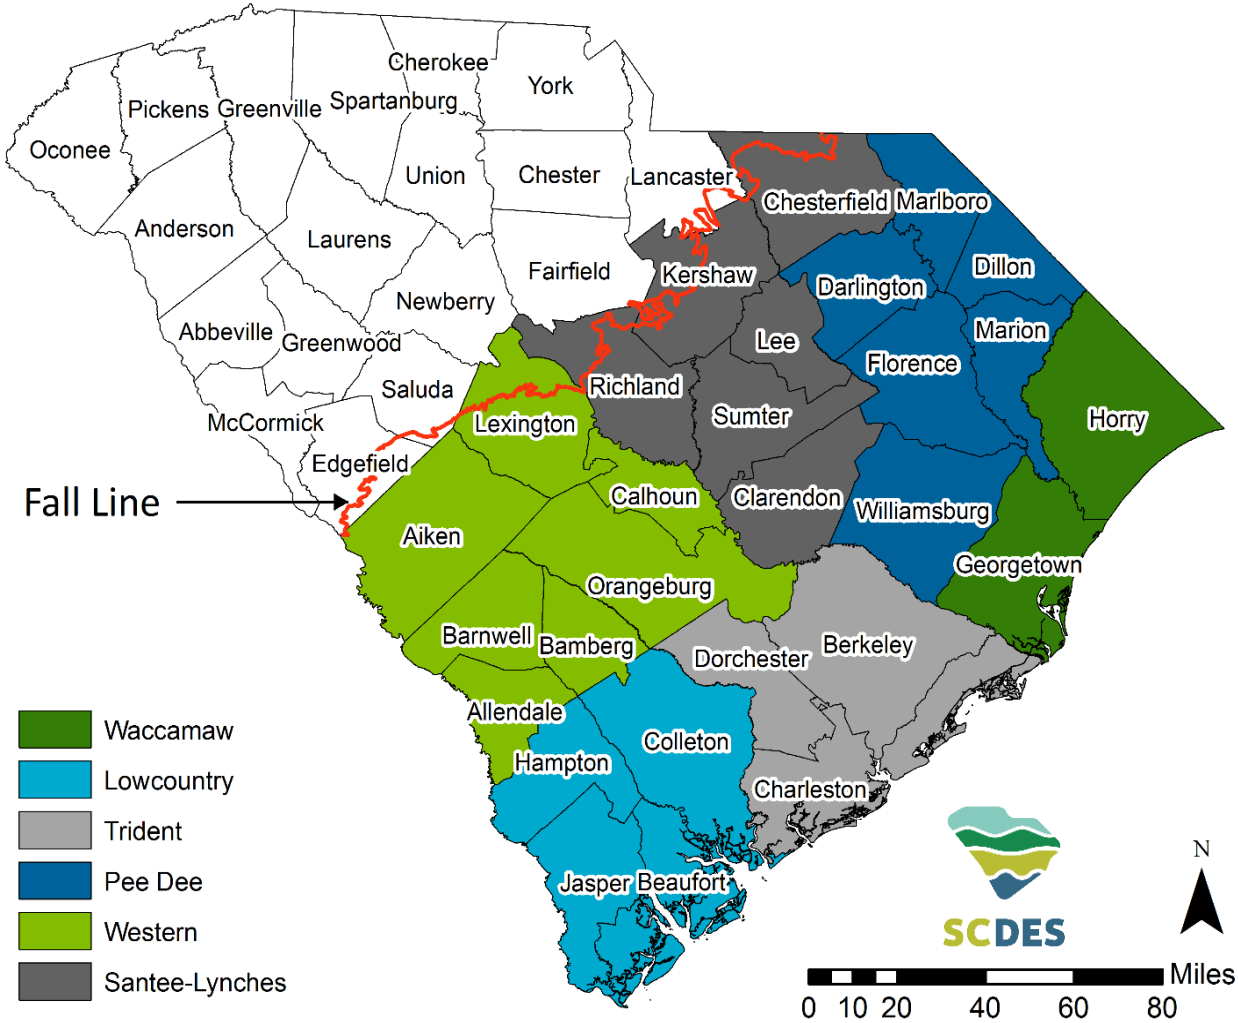 Cherokee
York
Pickens
Greenville
Spartanburg
Oconee
Union
Chester
Lancaster
Chesterfield
Marlboro
Anderson
Laurens
Fairfield
Kershaw
Darlington
Dillon
Newberry
Abbeville
Greenwood
Lee
Marion
Florence
Saluda
Richland
McCormick
Lexington
Sumter
Horry
Edgefield
Fall Line
Calhoun
Clarendon
Williamsburg
Aiken
Georgetown
Orangeburg
Barnwell
Bamberg
Dorchester
Berkeley
Allendale
Colleton
Hampton
Charleston
Jasper
Beaufort
Waccamaw
Lowcountry
Trident
Pee Dee
Western
Santee-Lynches
SCDES
N
Miles
0 10 20 40 60 80